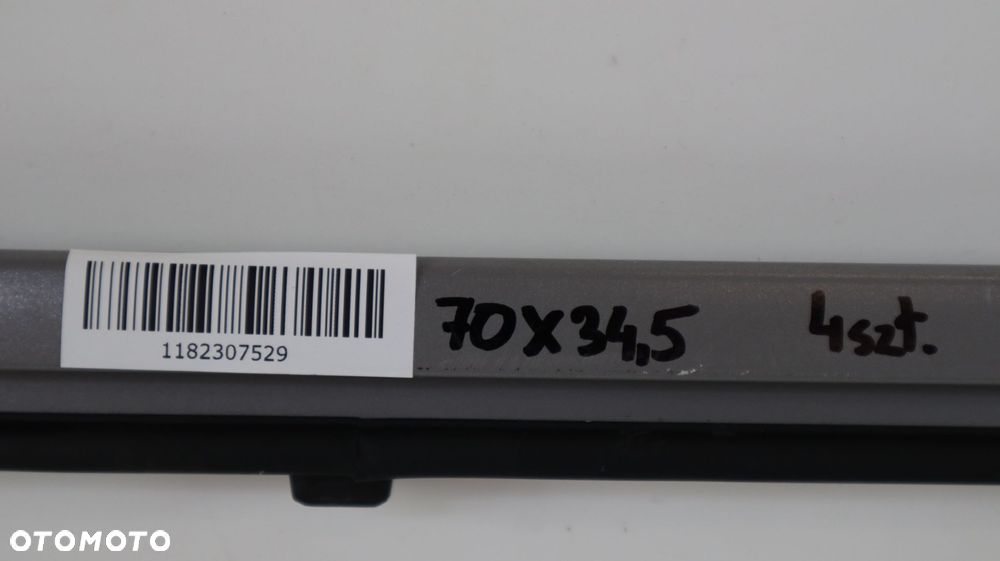 1182307529
70X34,5
4szt.
OTOMOTO